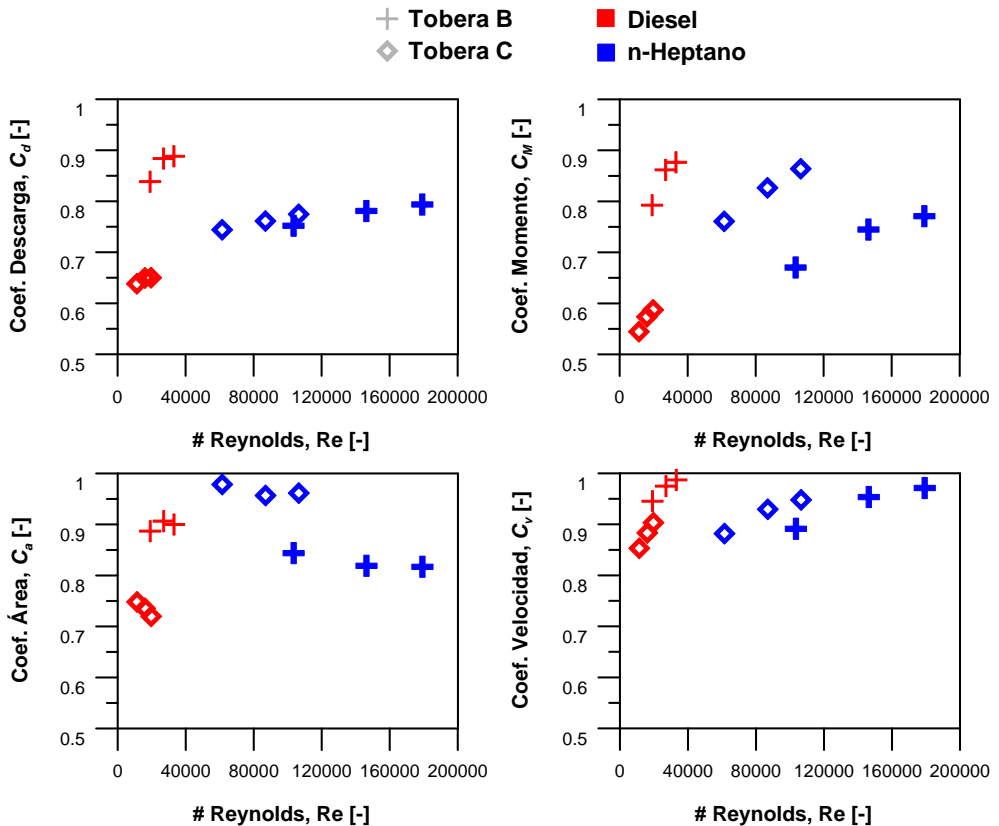 Tobera B
Diesel
Tobera C
n-Heptano
Coef. Descarga, C_d [-]
1
0.9
0.8
0.7
0.6
0.5
0 40000 80000 120000 160000 200000
# Reynolds, Re [-]
Coef. Momento, C_M [-]
1
0.9
0.8
0.7
0.6
0.5
0 40000 80000 120000 160000 200000
# Reynolds, Re [-]
Coef. Área, C_a [-]
1
0.9
0.8
0.7
0.6
0.5
0 40000 80000 120000 160000 200000
# Reynolds, Re [-]
Coef. Velocidad, C_v [-]
1
0.9
0.8
0.7
0.6
0.5
0 40000 80000 120000 160000 200000
# Reynolds, Re [-]